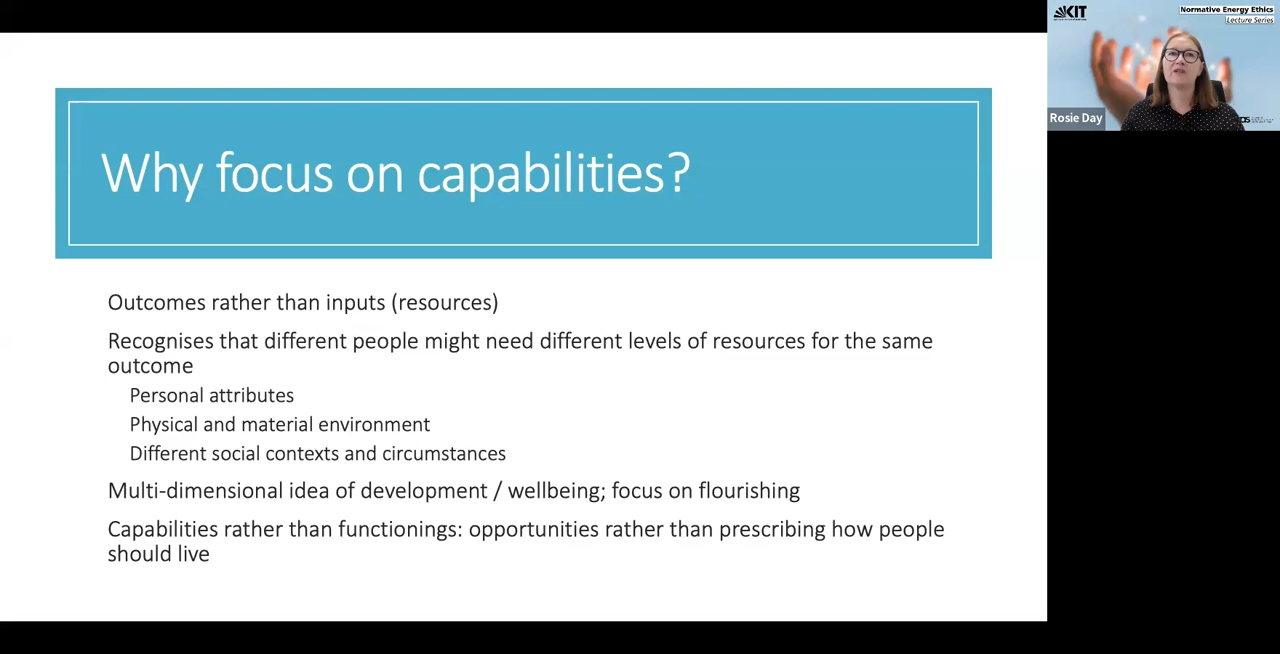 Why focus on capabilities?
Outcomes rather than inputs (resources)
Recognises that different people might need different levels of resources for the same
outcome
Personal attributes
Physical and material environment
Different social contexts and circumstances
Multi-dimensional idea of development / wellbeing; focus on flourishing
Capabilities rather than functionings: opportunities rather than prescribing how people
should live
KIT
Normative Energy Ethics
Lecture Series
Rosie Day